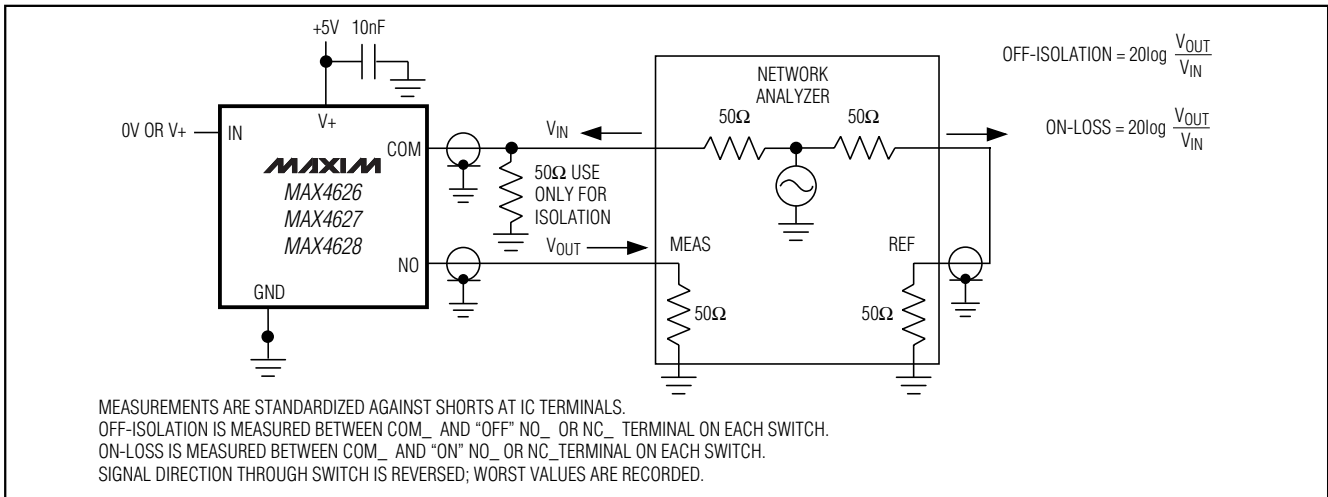 +5V 10nF
OFF-ISOLATION = 20log VOUT
VIN
NETWORK
ANALYZER
0V OR V+
IN
V+
VIN
50Ω
50Ω
ON-LOSS = 20log VOUT
VIN
COM
MAXIM
50Ω USE
ONLY FOR
ISOLATION
MAX4626
MAX4627
MAX4628
VOUT
MEAS
REF
NO
GND
50Ω
50Ω
MEASUREMENTS ARE STANDARDIZED AGAINST SHORTS AT IC TERMINALS.
OFF-ISOLATION IS MEASURED BETWEEN COM_ AND “OFF” NO_ OR NC_ TERMINAL ON EACH SWITCH.
ON-LOSS IS MEASURED BETWEEN COM_ AND “ON” NO_ OR NC_TERMINAL ON EACH SWITCH.
SIGNAL DIRECTION THROUGH SWITCH IS REVERSED; WORST VALUES ARE RECORDED.